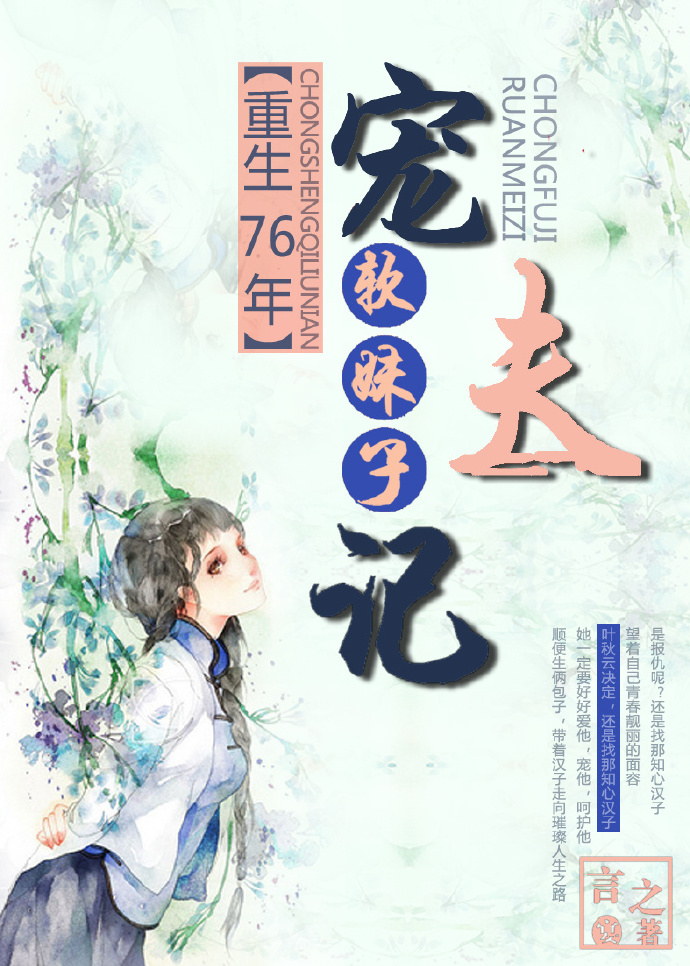 【重生76年】
CHONGSHENGQILIUNIAN
宠
夫
记
软妹子
CHONGFUJI
RUANMEIZI
是报仇呢?还是找那知心汉子
望着自己青春靓丽的面容
叶秋云决定,还是找那知心汉子
她一定要好好爱他,宠他,呵护他
顺便生俩包子,带着汉子走向璀璨人生之路
言之
著